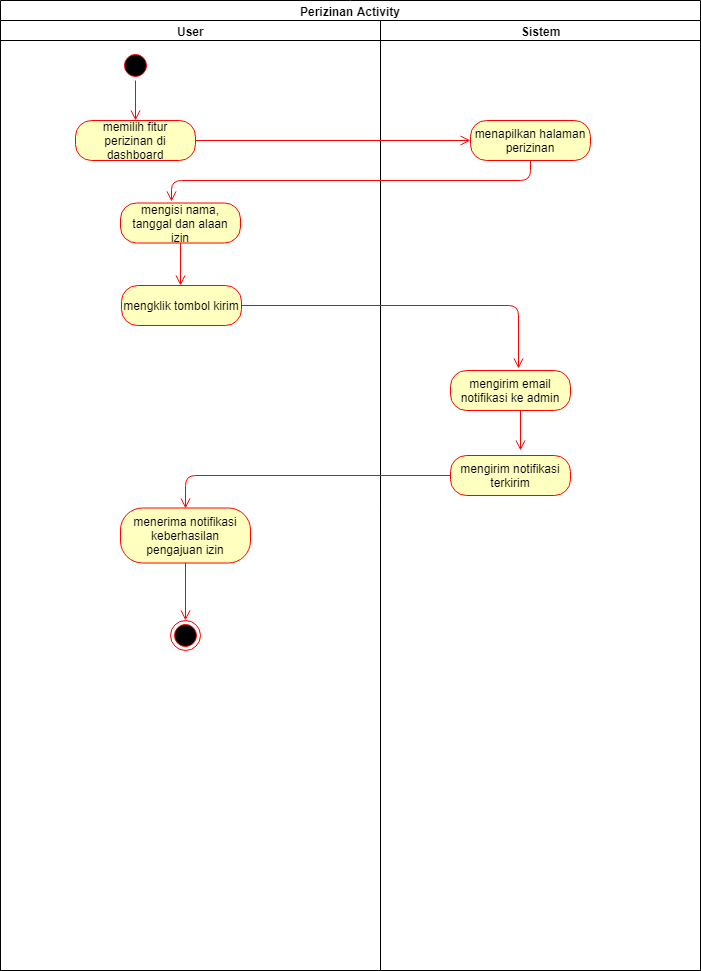 Perizinan Activity
User
Sistem
memilih fitur
perizinan di
dashboard
menapilkan halaman
perizinan
mengisi nama,
tanggal dan alaan
izin
mengklik tombol kirim
mengirim email
notifikasi ke admin
mengirim notifikasi
terkirim
menerima notifikasi
keberhasilan
pengajuan izin